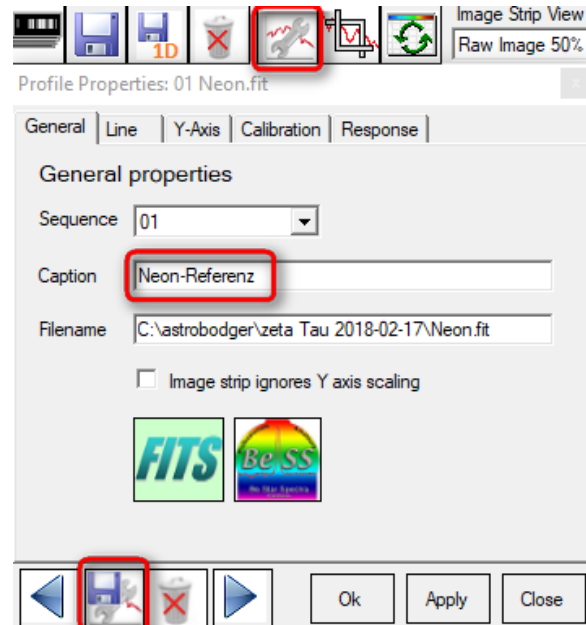 Image Strip View
1D
Raw Image 50%
Profile Properties: 01 Neon.fit
General Line Y-Axis Calibration Response
General properties
Sequence 01
Caption Neon-Referenz
Filename C:\astrobodger\zeta Tau 2018-02-17\Neon.fit
Image strip ignores Y axis scaling
FITS Be SS
Ok Apply Close